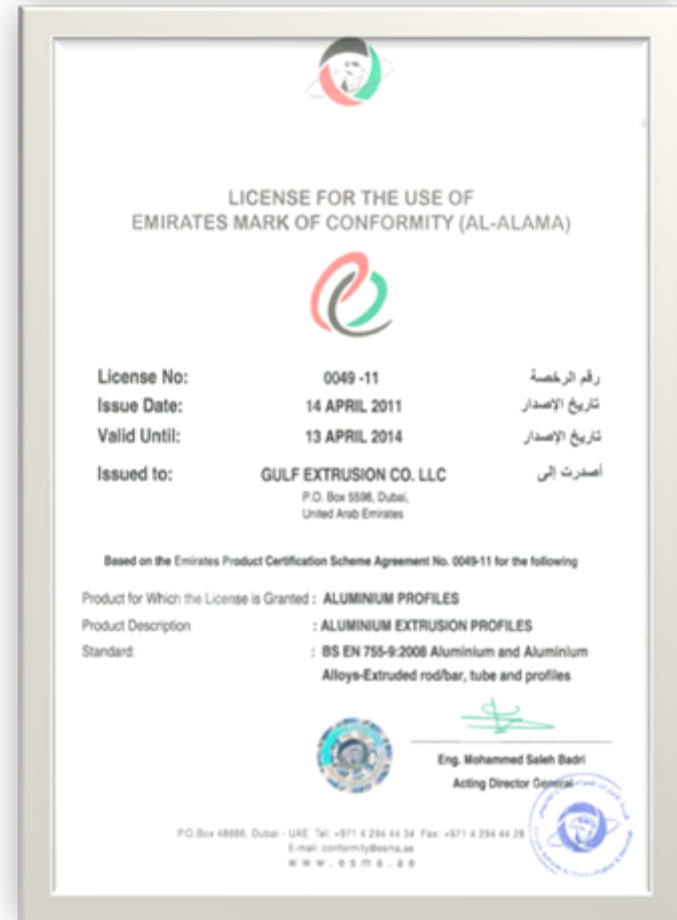 LICENSE FOR THE USE OF
EMIRATES MARK OF CONFORMITY (AL-ALAMA)
License No: 0049 -11 رقم الرخصة
Issue Date: 14 APRIL 2011 تاريخ الإصدار
Valid Until: 13 APRIL 2014 تاريخ الإصدار
Issued to: GULF EXTRUSION CO. LLC أصدرت إلى
P.O. Box 5598, Dubai,
United Arab Emirates
Based on the Emirates Product Certification Scheme Agreement No. 0049-11 for the following
Product for Which the License is Granted : ALUMINIUM PROFILES
Product Description : ALUMINIUM EXTRUSION PROFILES
Standard: : BS EN 755-9:2008 Aluminium and Aluminium
Alloys-Extruded rod/bar, tube and profiles
Eng. Mohammed Saleh Badri
Acting Director General
P.O.Box 48666, Dubai - UAE Tel: +971 4 294 44 34 Fax: +971 4 294 44 28
E-mail: conformity@esma.ae
www.esma.ae